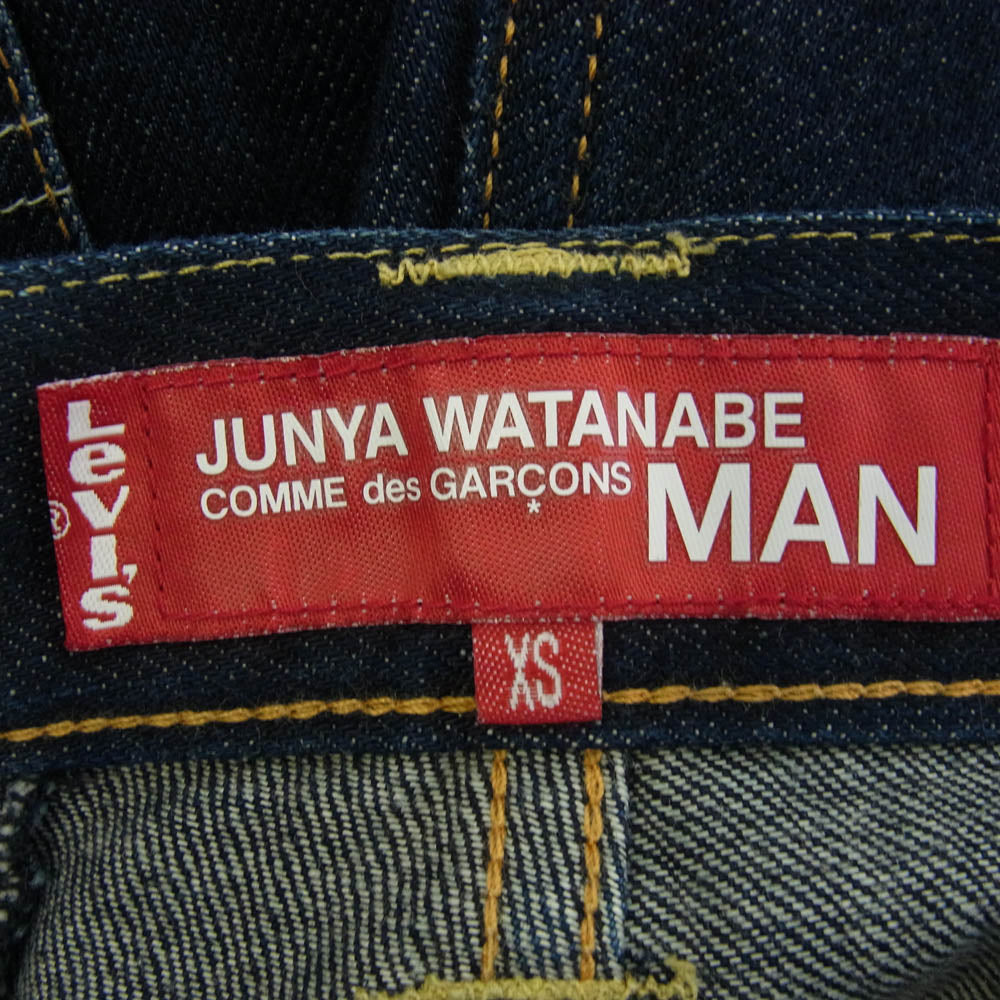 LevI's
®
JUNYA WATANABE
COMME des GARÇONS
*
MAN
XS